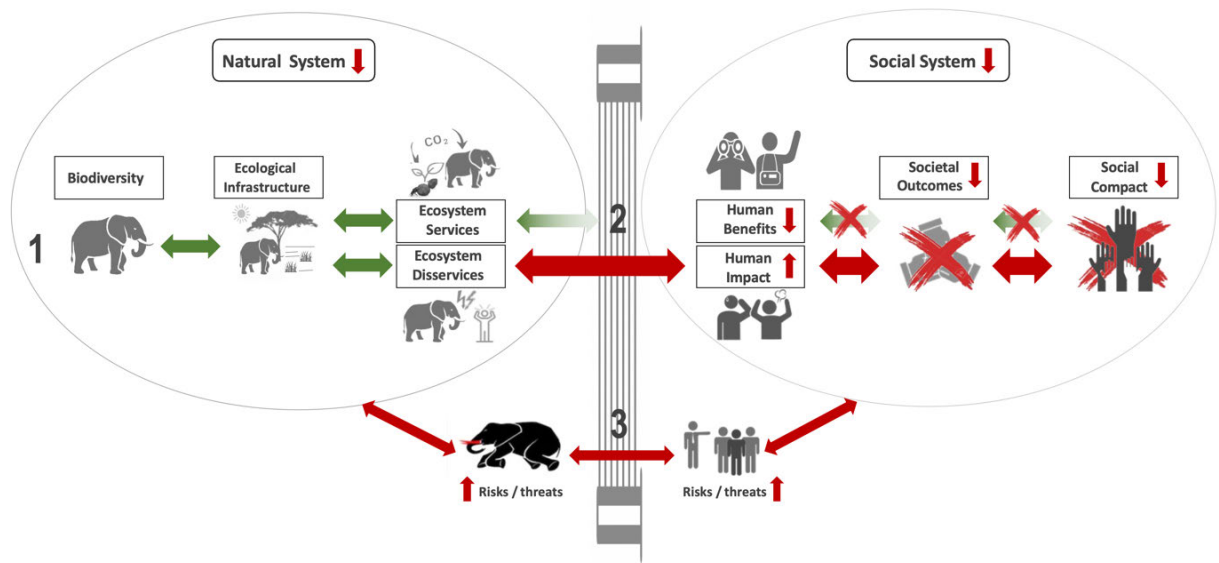 Natural System
Social System
CO₂
Biodiversity
Ecological
Infrastructure
Ecosystem
Services
Ecosystem
Disservices
1
2
Human
Benefits
Human
Impact
Societal
Outcomes
Social
Compact
3
Risks / threats
Risks / threats